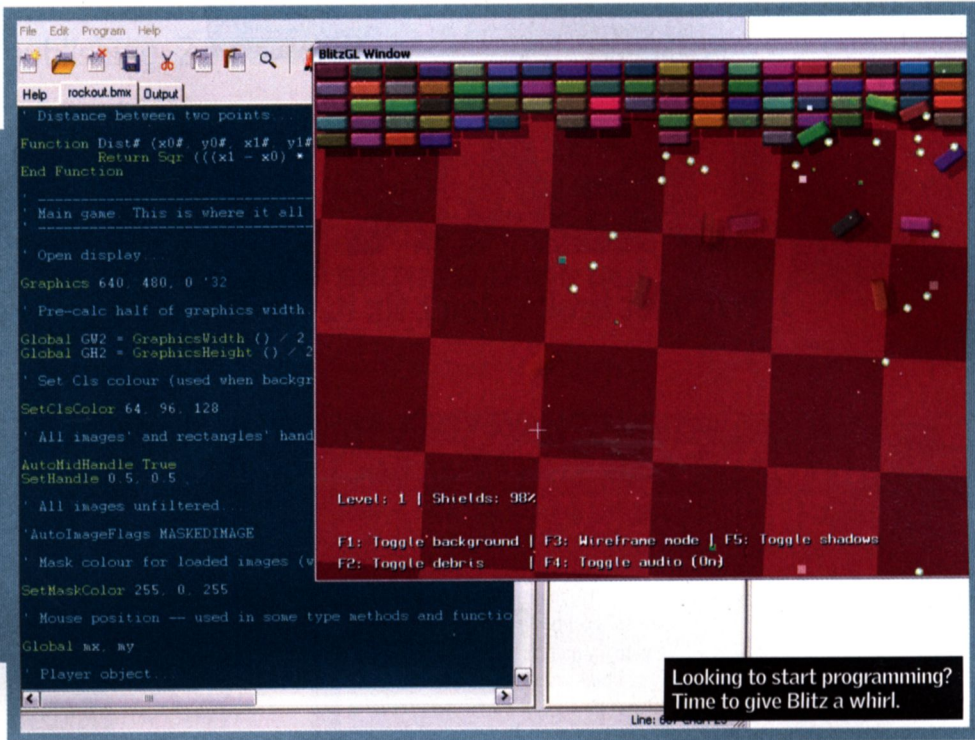 File Edit Program Help
Help rockout.bmx Output
' Distance between two points...
Function Dist# (x0#, y0#, x1#, y1#
Return Sqr (((x1 - x0) *
End Function
' Main game. This is where it all
' Open display...
Graphics 640, 480, 0 '32
' Pre-calc half of graphics width
Global GW2 = GraphicsWidth () / 2
Global GH2 = GraphicsHeight () / 2
' Set Cls colour (used when backgr
SetClsColor 64, 96, 128
' All images' and rectangles' hand
AutoMidHandle True
SetHandle 0.5, 0.5
' All images unfiltered...
'AutoImageFlags MASKEDIMAGE
' Mask colour for loaded images (w
SetMaskColor 255, 0, 255
' Mouse position -- used in some type methods and functio
Global mx, my
' Player object...
BlitzGL Window
Level: 1 | Shields: 98%
F1: Toggle background | F3: Wireframe mode | F5: Toggle shadows
F2: Toggle debris | F4: Toggle audio (On)
Line:
Looking to start programming?
Time to give Blitz a whirl.